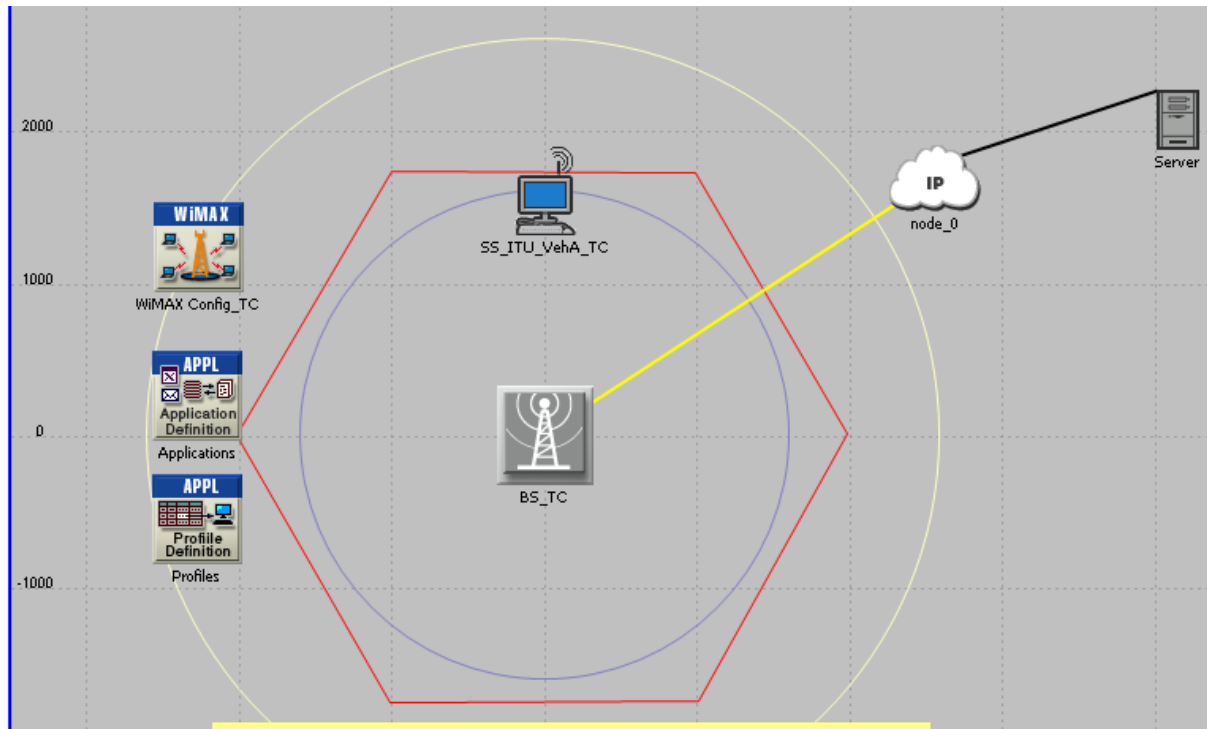 2000
IP
Server
node_0
SS_ITU_VehA_TC
WiMAX
1000
WiMAX Config_TC
APPL
Application
Definition
0
Applications
APPL
BS_TC
Profile
Definition
Profiles
-1000